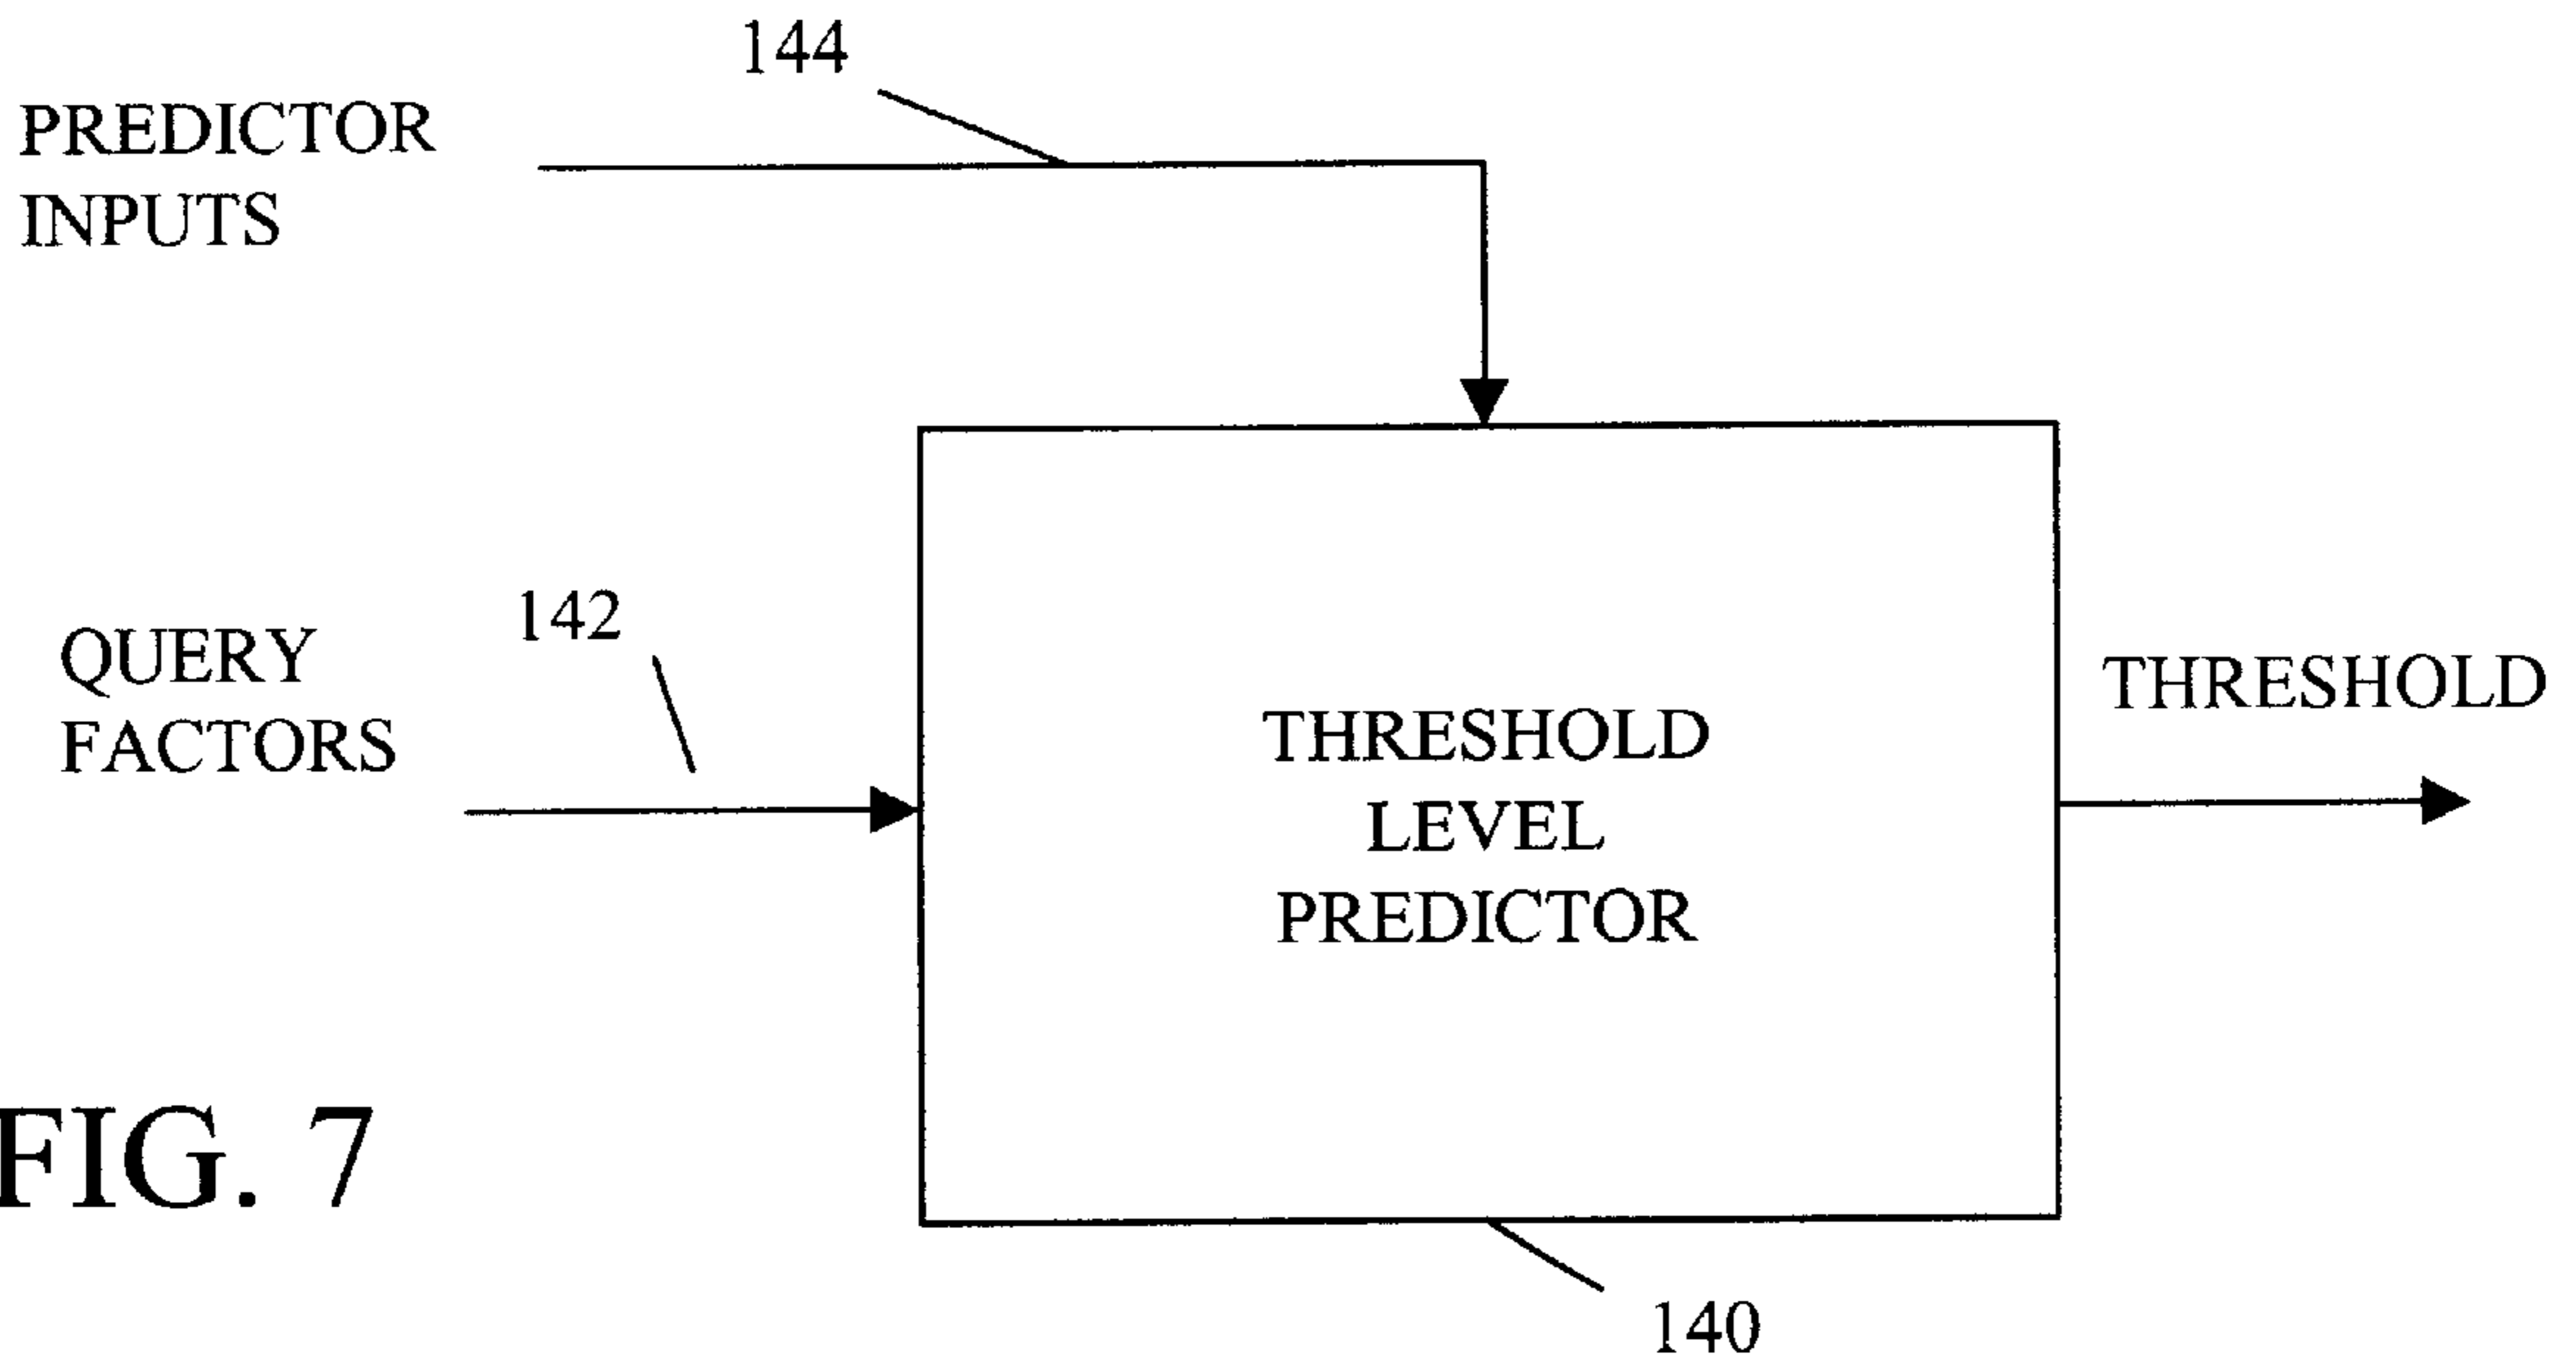 144
PREDICTOR
INPUTS
142
QUERY
FACTORS
THRESHOLD
LEVEL
PREDICTOR
THRESHOLD
FIG. 7
140